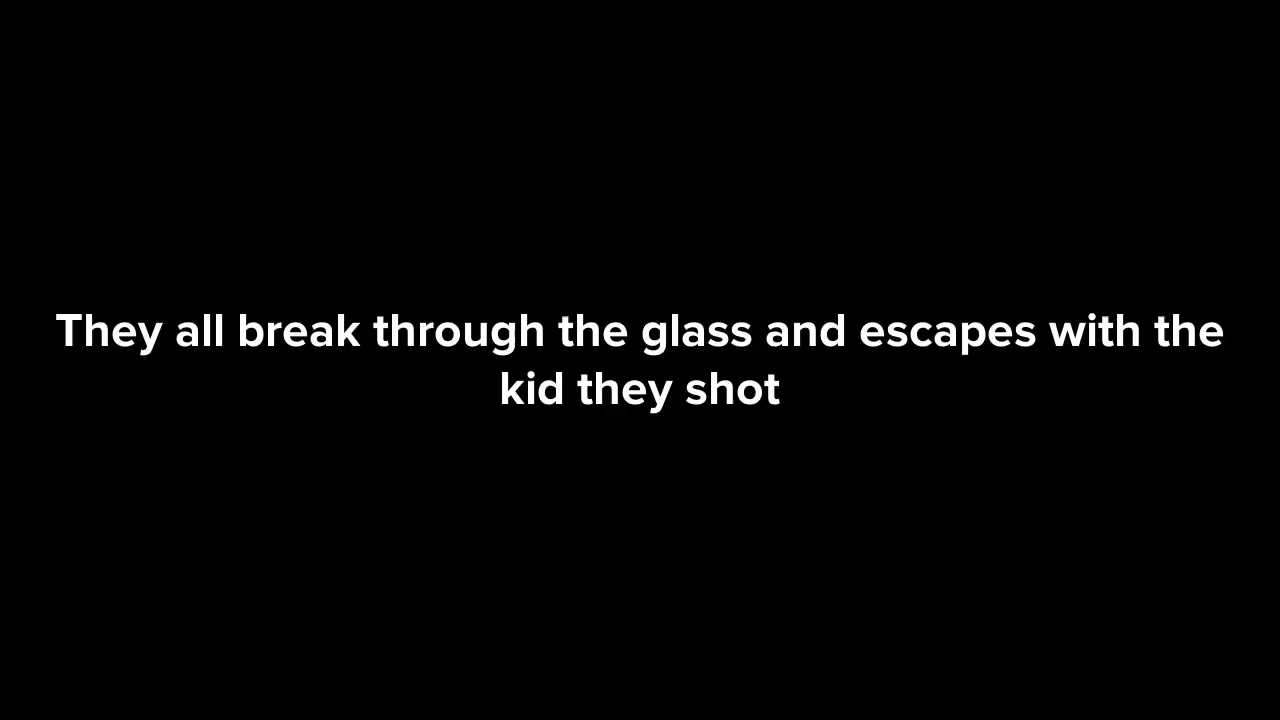 They all break through the glass and escapes with the
kid they shot